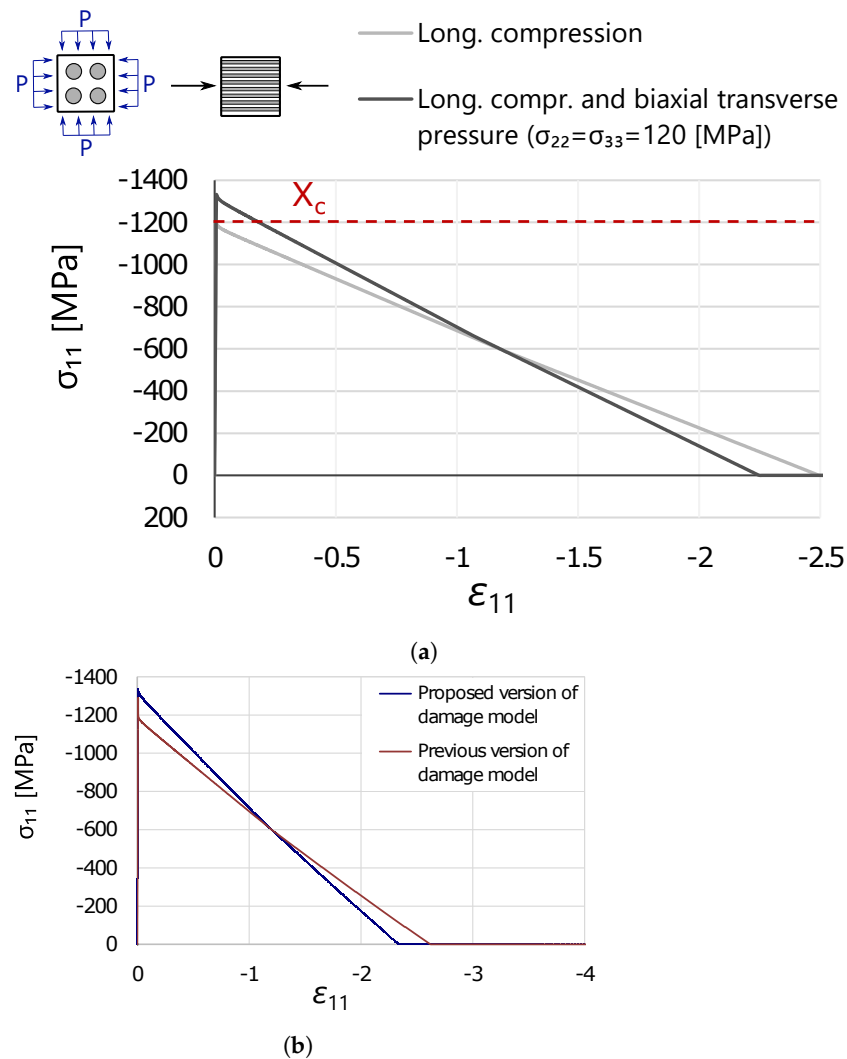 P
P
P
P
Long. compression
Long. compr. and biaxial transverse
pressure (σ₂₂=σ₃₃=120 [MPa])
-1400
-1200
-1000
-800
-600
-400
-200
0
200
σ₁₁ [MPa]
X꜀
0
-0.5
-1
-1.5
-2
-2.5
ε₁₁
(a)
-1400
-1200
-1000
-800
-600
-400
-200
0
σ₁₁ [MPa]
Proposed version of
damage model
Previous version of
damage model
0
-1
-2
-3
-4
ε₁₁
(b)